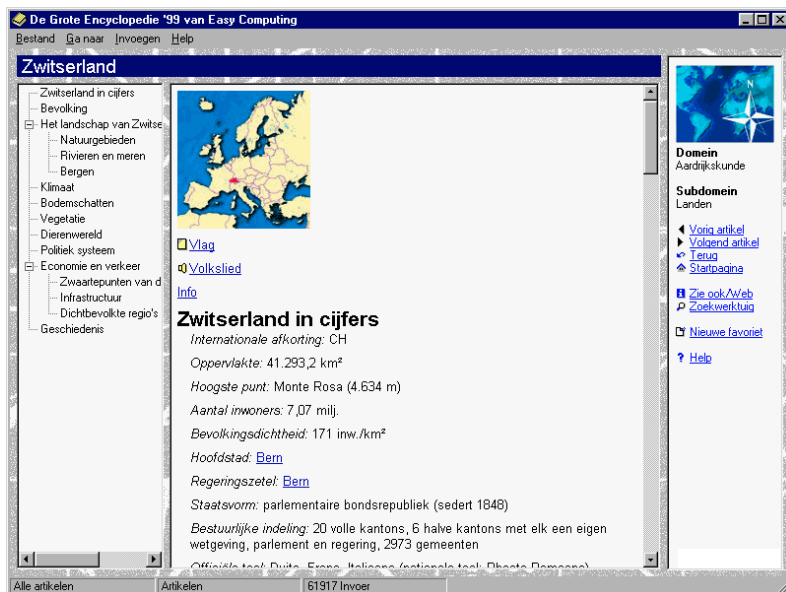 De Grote Encyclopedie '99 van Easy Computing
Bestand Ga naar Invoegen Help
Zwitserland
Zwitserland in cijfers
Bevolking
Het landschap van Zwitse
Natuurgebieden
Rivieren en meren
Bergen
Klimaat
Bodemschatten
Vegetatie
Dierenwereld
Politiek systeem
Economie en verkeer
Zwaartepunten van d
Infrastructuur
Dichtbevolkte regio's
Geschiedenis
Vlag
Volkslied
Info
Zwitserland in cijfers
Internationale afkorting: CH
Oppervlakte: 41.293,2 km²
Hoogste punt: Monte Rosa (4.634 m)
Aantal inwoners: 7,07 milj.
Bevolkingsdichtheid: 171 inw./km²
Hoofdstad: Bern
Regeringszetel: Bern
Staatsvorm: parlementaire bondsrepubliek (sedert 1848)
Bestuurlijke indeling: 20 volle kantons, 6 halve kantons met elk een eigen
wetgeving, parlement en regering, 2973 gemeenten
N
Domein
Aardrijkskunde
Subdomein
Landen
Vorig artikel
Volgend artikel
Terug
Startpagina
Zie ook/Web
Zoekwerktuig
Nieuwe favoriet
? Help
Alle artikelen
Artikelen
61917 Invoer